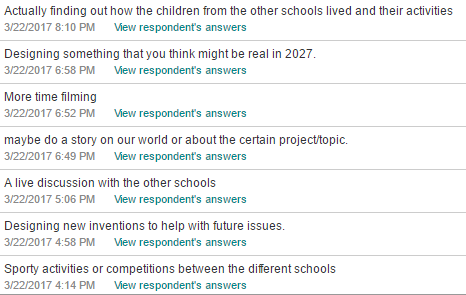 Actually finding out how the children from the other schools lived and their activities
3/22/2017 8:10 PM View respondent's answers
Designing something that you think might be real in 2027.
3/22/2017 6:58 PM View respondent's answers
More time filming
3/22/2017 6:52 PM View respondent's answers
maybe do a story on our world or about the certain project/topic.
3/22/2017 6:49 PM View respondent's answers
A live discussion with the other schools
3/22/2017 5:06 PM View respondent's answers
Designing new inventions to help with future issues.
3/22/2017 4:58 PM View respondent's answers
Sporty activities or competitions between the different schools
3/22/2017 4:14 PM View respondent's answers